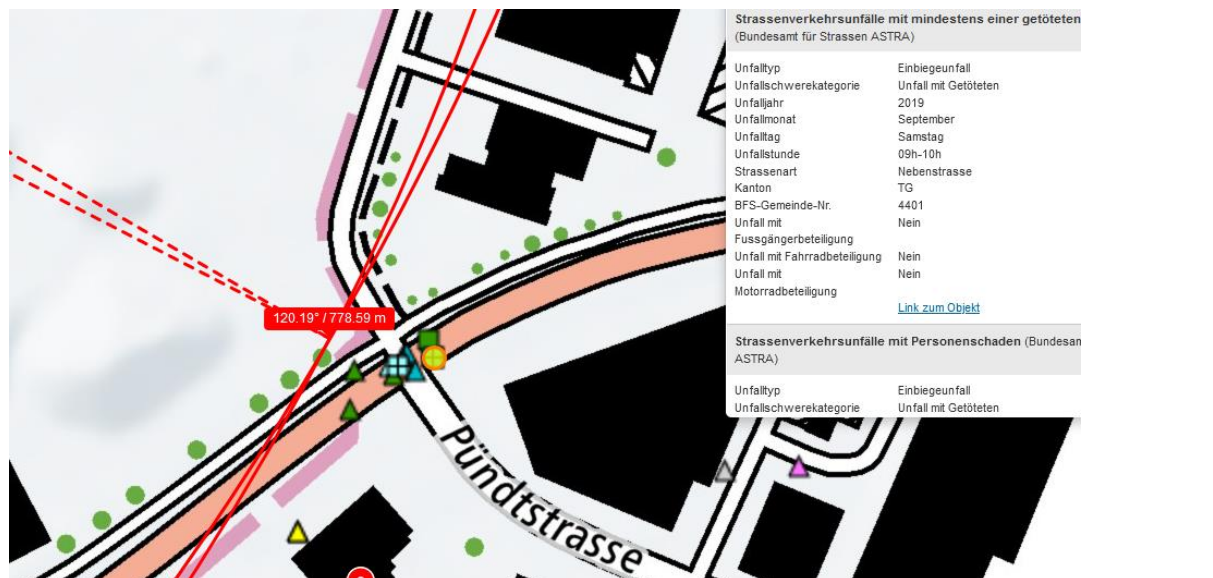 Strassenverkehrsunfälle mit mindestens einer getöteten
(Bundesamt für Strassen ASTRA)
Unfalltyp Einbiegeunfall
Unfallschwerekategorie Unfall mit Getöteten
Unfalljahr 2019
Unfallmonat September
Unfalltag Samstag
Unfallstunde 09h-10h
Strassenart Nebenstrasse
Kanton TG
BFS-Gemeinde-Nr. 4401
Unfall mit Nein
Fussgängerbeteiligung
Unfall mit Fahrradbeteiligung Nein
Unfall mit Nein
Motorradbeteiligung
Link zum Objekt
Strassenverkehrsunfälle mit Personenschaden (Bundesam
ASTRA)
Unfalltyp Einbiegeunfall
Unfallschwerekategorie Unfall mit Getöteten
120.19° / 778.59 m
Pündtstrasse